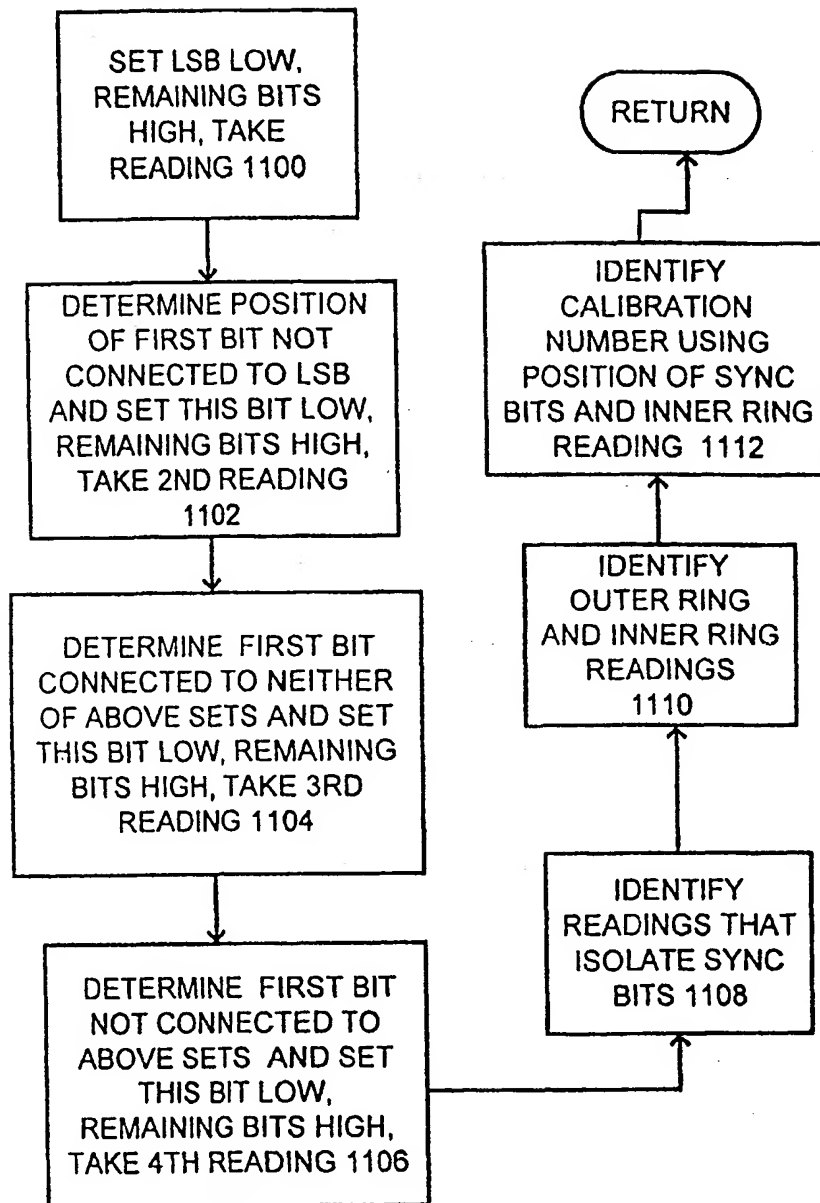 SET LSB LOW,
REMAINING BITS
HIGH, TAKE
READING 1100
DETERMINE POSITION
OF FIRST BIT NOT
CONNECTED TO LSB
AND SET THIS BIT LOW,
REMAINING BITS HIGH,
TAKE 2ND READING
1102
DETERMINE FIRST BIT
CONNECTED TO NEITHER
OF ABOVE SETS AND SET
THIS BIT LOW, REMAINING
BITS HIGH, TAKE 3RD
READING 1104
DETERMINE FIRST BIT
NOT CONNECTED TO
ABOVE SETS AND SET
THIS BIT LOW,
REMAINING BITS HIGH,
TAKE 4TH READING 1106
IDENTIFY
READINGS THAT
ISOLATE SYNC
BITS 1108
IDENTIFY
OUTER RING
AND INNER RING
READINGS
1110
IDENTIFY
CALIBRATION
NUMBER USING
POSITION OF SYNC
BITS AND INNER RING
READING 1112
RETURN